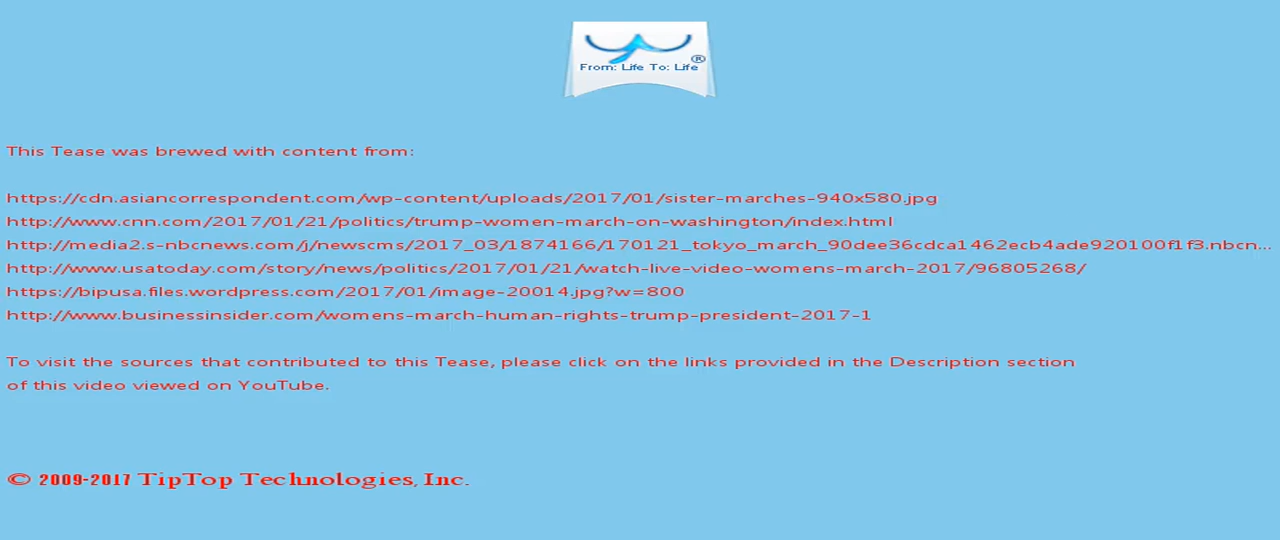 From: Life To: Life ®
This Tease was brewed with content from:
https://cdn.asiancorrespondent.com/wp-content/uploads/2017/01/sister-marches-940x580.jpg
http://www.cnn.com/2017/01/21/politics/trump-women-march-on-washington/index.html
http://media2.s-nbcnews.com/j/newscms/2017_03/1874166/170121_tokyo_march_90dee36cdca1462ecb4ade920100f1f3.nbcn...
http://www.usatoday.com/story/news/politics/2017/01/21/watch-live-video-womens-march-2017/96805268/
https://bipusa.files.wordpress.com/2017/01/image-20014.jpg?w=800
http://www.businessinsider.com/womens-march-human-rights-trump-president-2017-1
To visit the sources that contributed to this Tease, please click on the links provided in the Description section
of this video viewed on YouTube.
© 2009-2017 TipTop Technologies, Inc.